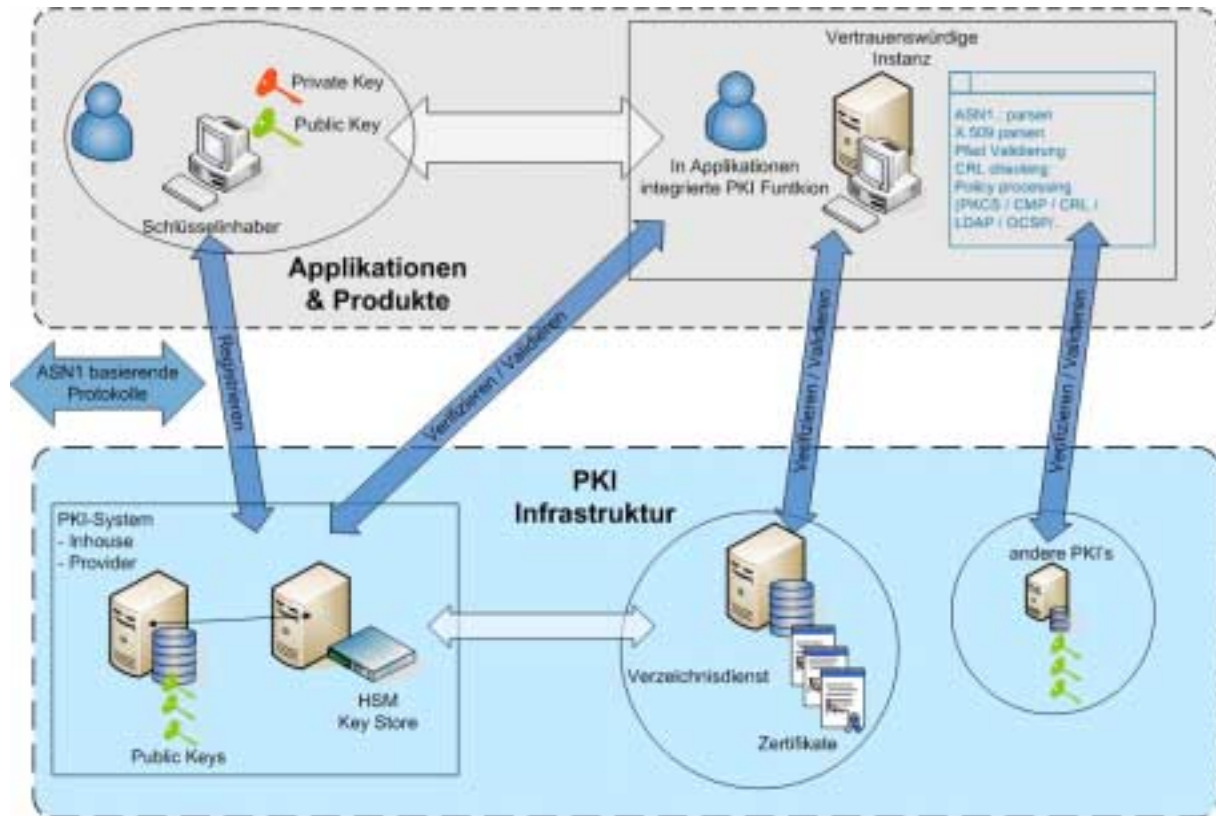 Private Key
Public Key
Schlüsselinhaber
Applikationen
& Produkte
Vertrauenswürdige
Instanz
In Applikationen
integrierte PKI Funtkion
ASN1.: parsen
X.509 parsen
Pfad Validierung
CRL checking
Policy processing
(PKCS / CMP / CRL /
LDAP / OCSP/.
ASN1 basierende
Protokolle
Registrieren
Verifizieren / Validieren
Verifizieren / Validieren
Verifizieren / Validieren
PKI
Infrastruktur
PKI-System
- Inhouse
- Provider
HSM
Key Store
Public Keys
Verzeichnisdienst
Zertifikate
andere PKI's